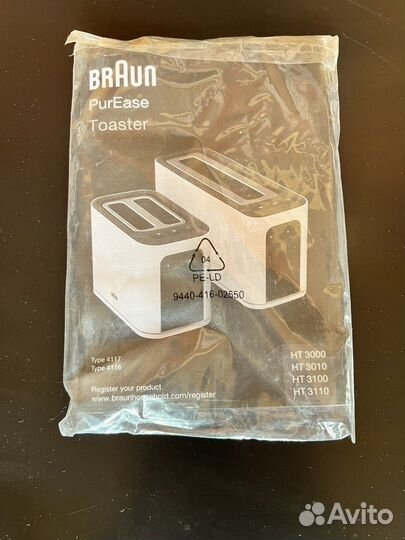 BRAUN
PurEase
Toaster
04
PE-LD
9440-416-02650
Type 4117
Type 4116
HT 3000
HT 3010
HT 3100
HT 3110
Register your product
www.braunhousehold.com/register
Avito